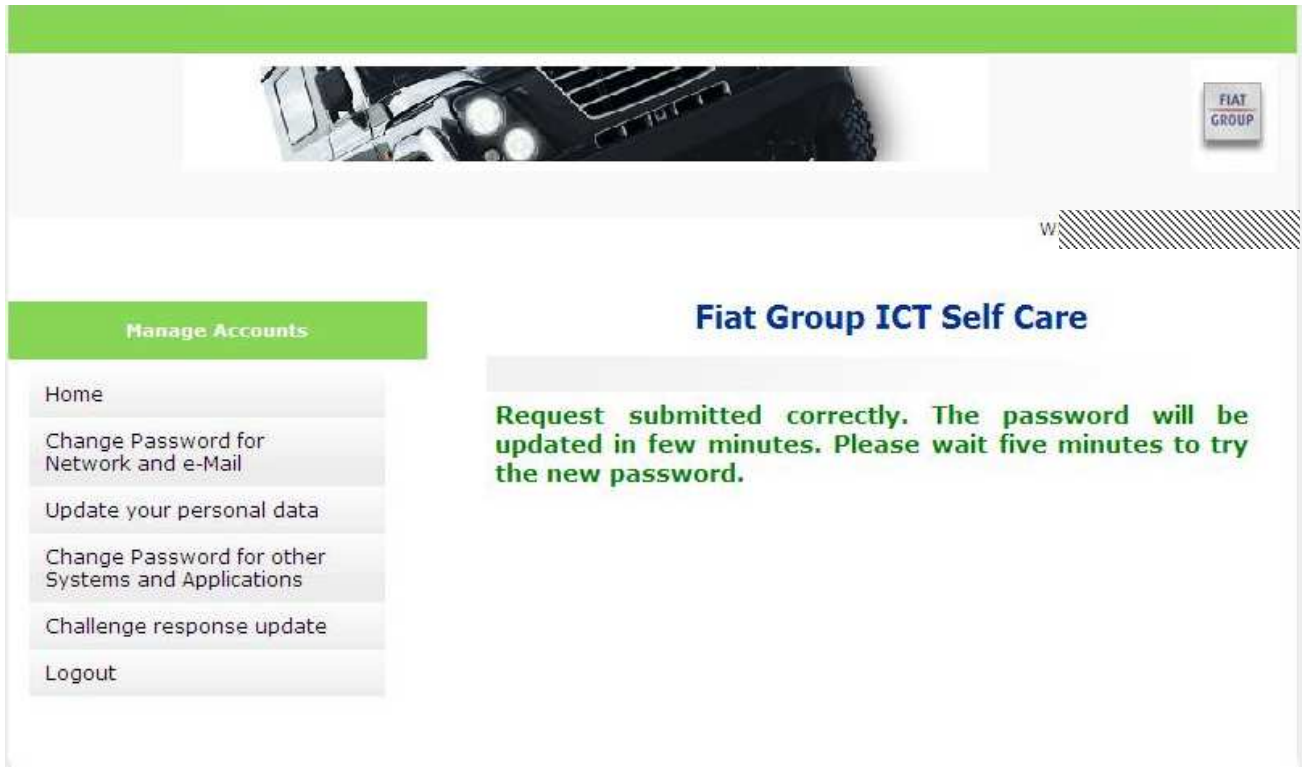 FIAT
GROUP
W
Fiat Group ICT Self Care
Manage Accounts
Home
Change Password for
Network and e-Mail
Update your personal data
Change Password for other
Systems and Applications
Challenge response update
Logout
Request submitted correctly. The password will be
updated in few minutes. Please wait five minutes to try
the new password.